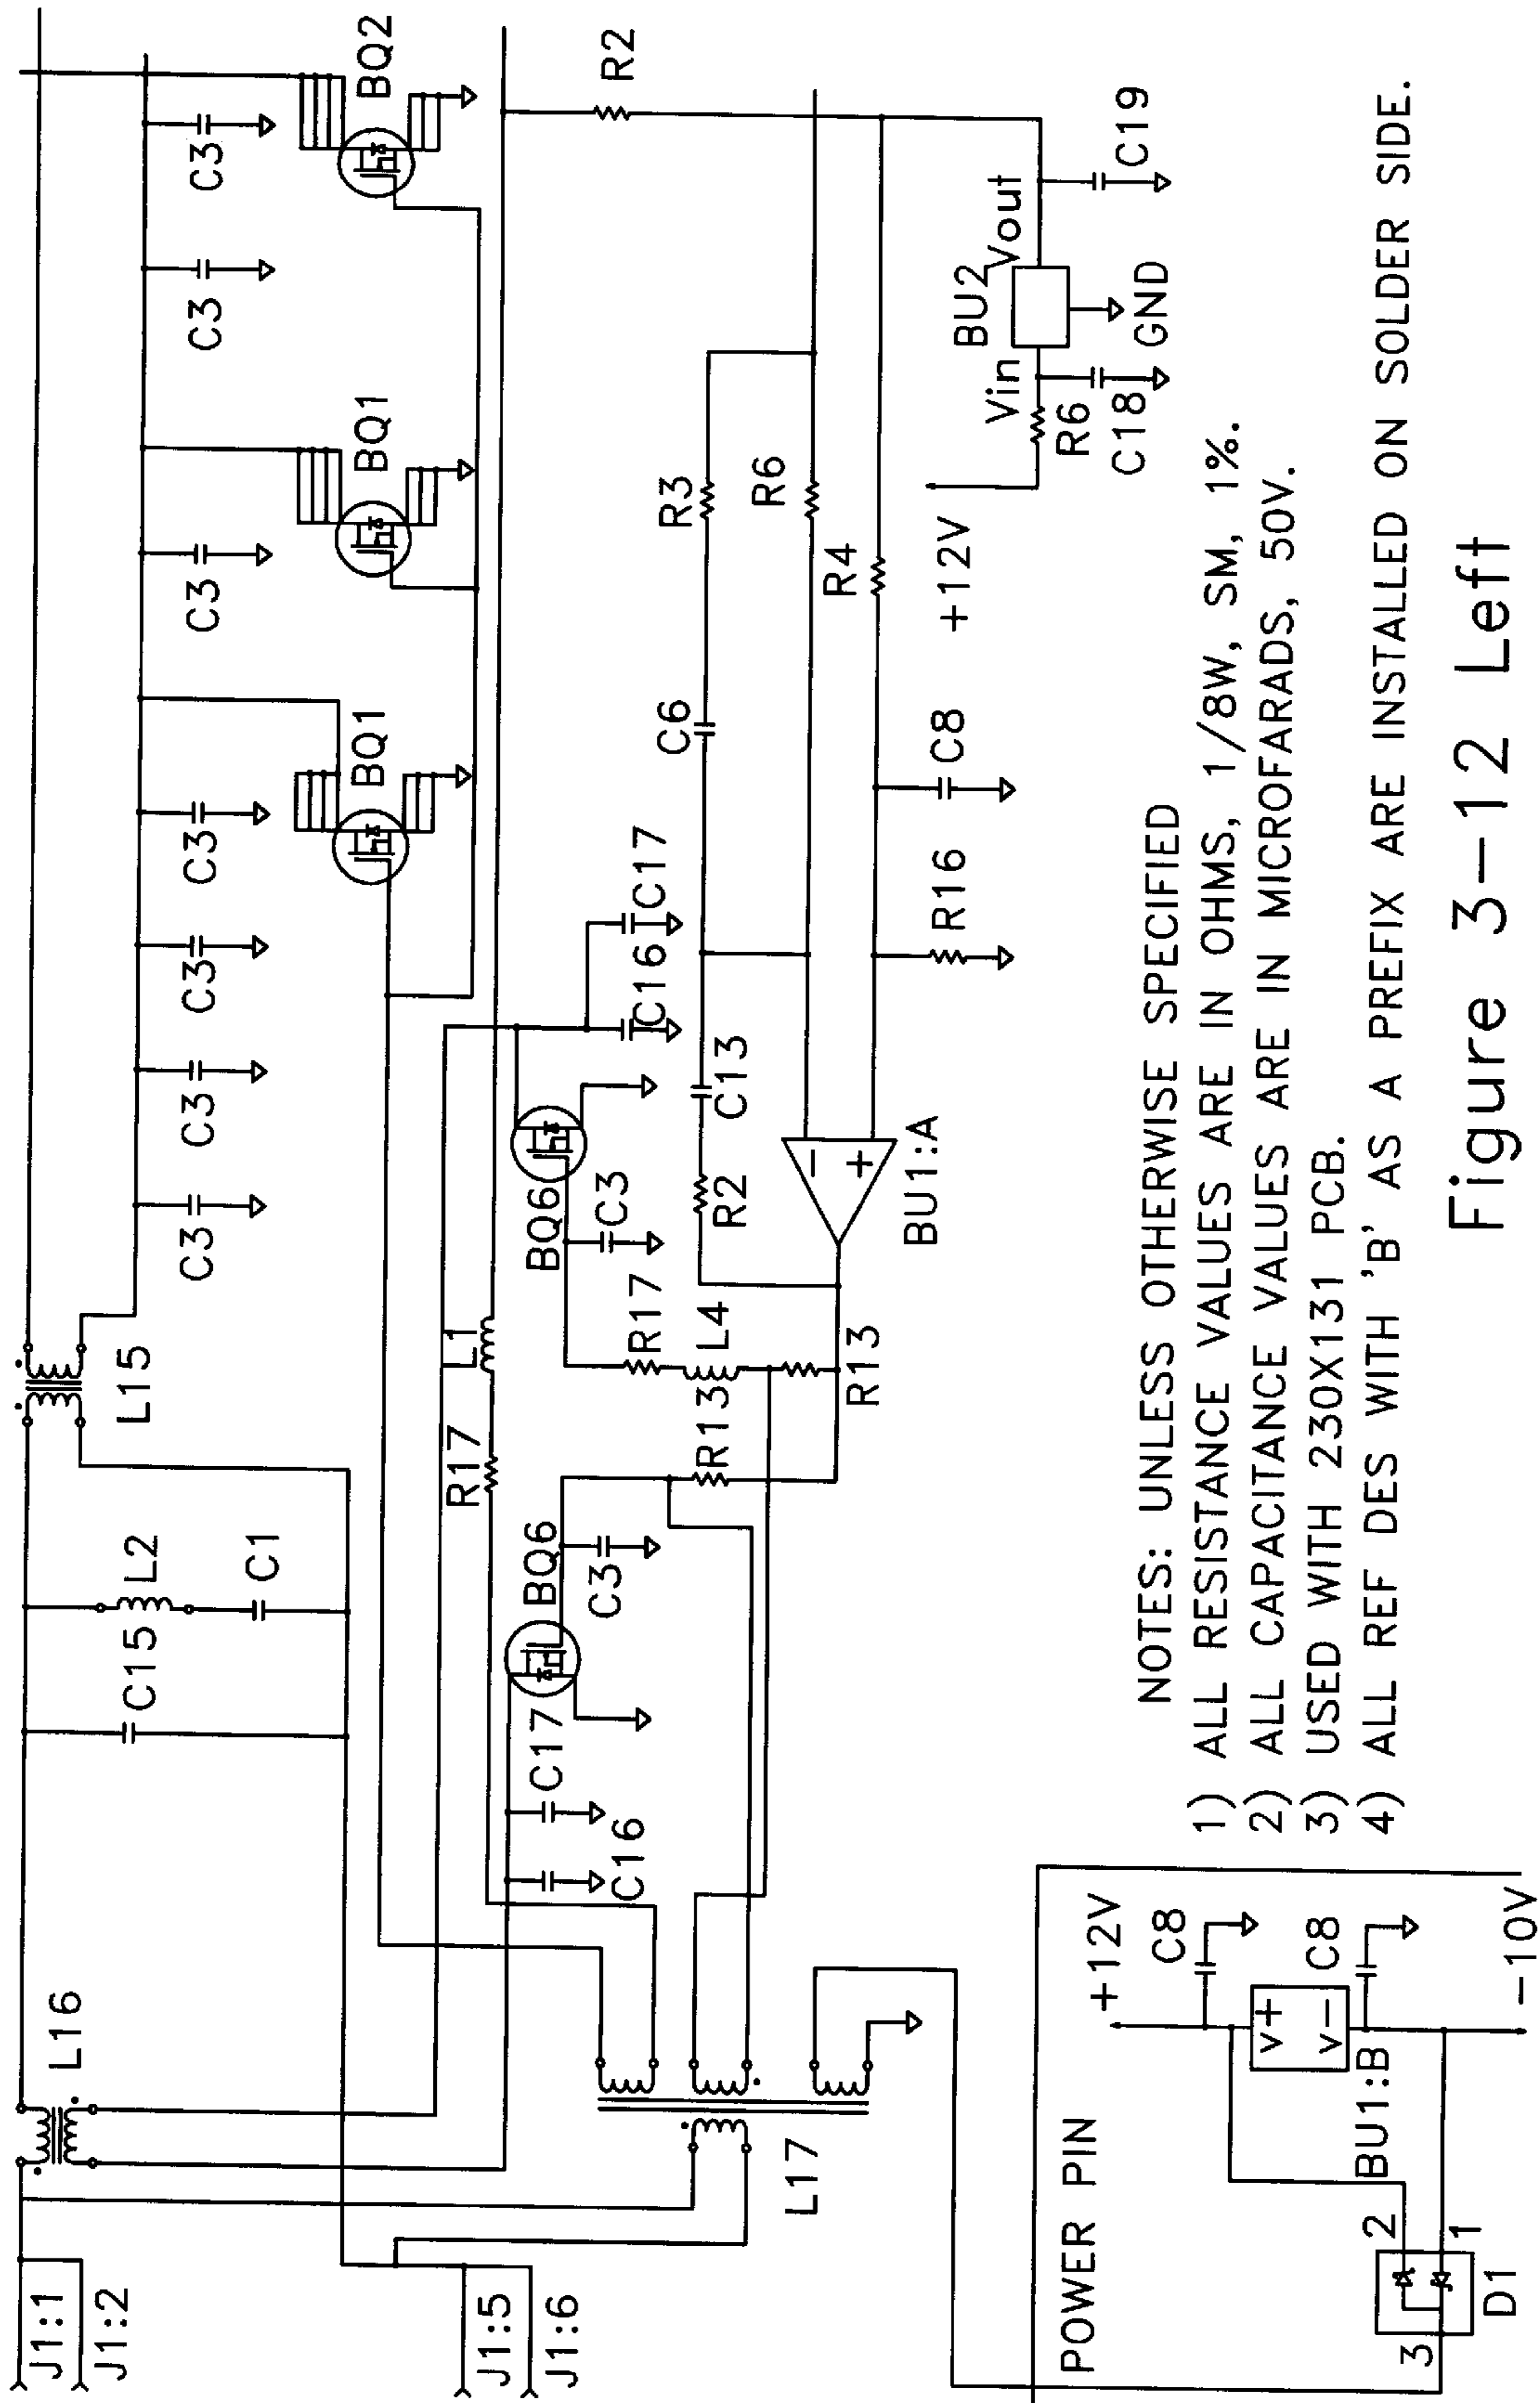 J1:1
J1:2
L16
C15
L2
C1
L15
C3
C3
C3
C3
C3
C3
C3
BQ1
BQ1
BQ2
J1:5
J1:6
R17
L1
R2
C16
C17
BQ6
C3
R13
R17
L4
BQ6
C3
C16
C17
L17
R13
R2
C13
C6
R3
R6
R4
−
+
BU1:A
R16
C8
+12V
R6
Vin
C18
BU2
Vout
GND
C19
POWER PIN
+12V
C8
V+
V−
C8
BU1:B
−10V
D1
3
2
1
NOTES: UNLESS OTHERWISE SPECIFIED
1) ALL RESISTANCE VALUES ARE IN OHMS, 1/8W, SM, 1%.
2) ALL CAPACITANCE VALUES ARE IN MICROFARADS, 50V.
3) USED WITH 230X131 PCB.
4) ALL REF DES WITH 'B' AS A PREFIX ARE INSTALLED ON SOLDER SIDE.
Figure 3−12 Left